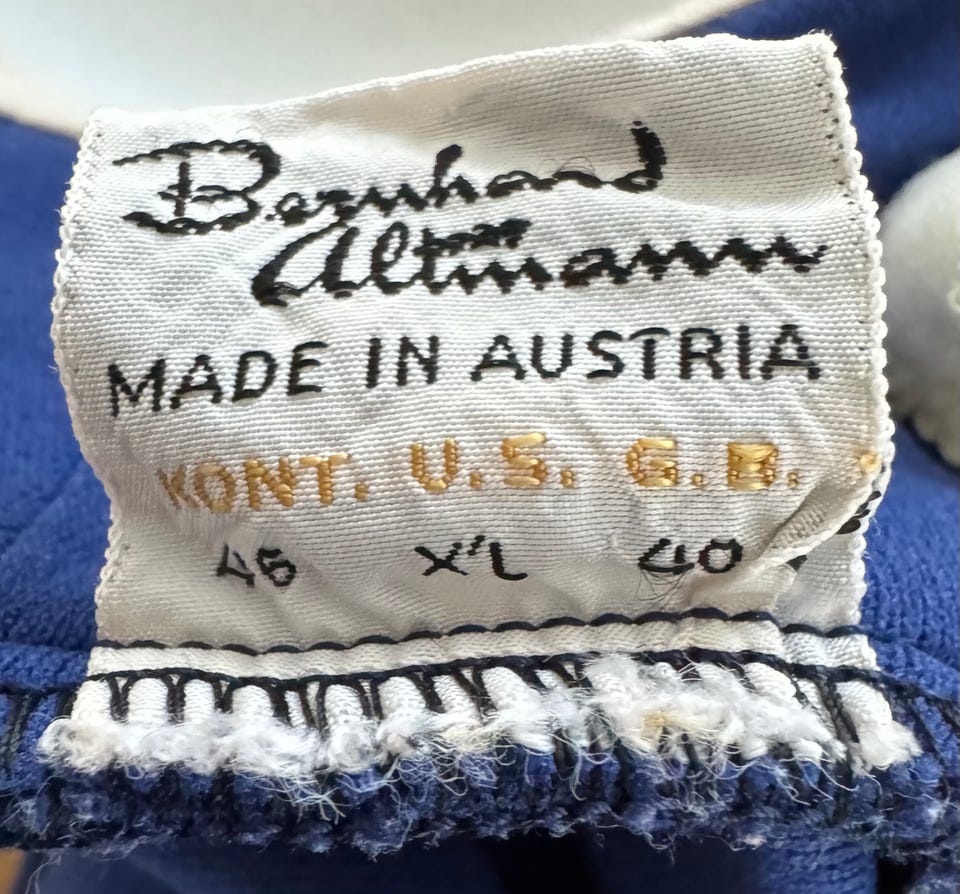 Bernhard
Altmann
MADE IN AUSTRIA
KONT. U.S. G.B.
46 XL 40